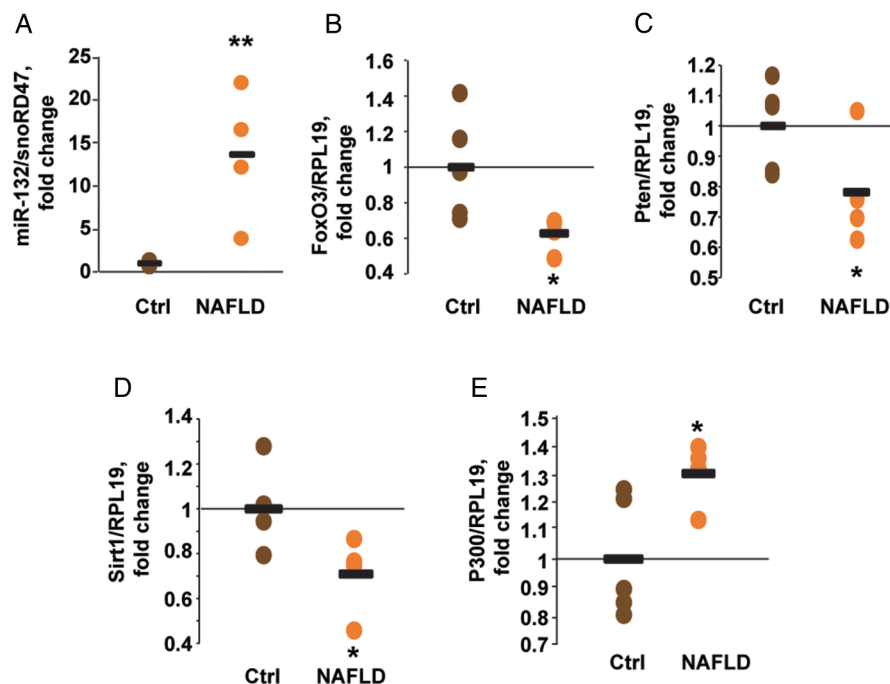 A
miR-132/snoRD47,
fold change
25
20
15
10
5
0
**
Ctrl
NAFLD
B
FoxO3/RPL19,
fold change
1.6
1.4
1.2
1
0.8
0.6
0.4
*
Ctrl
NAFLD
C
Pten/RPL19,
fold change
1.2
1.1
1
0.9
0.8
0.7
0.6
0.5
*
Ctrl
NAFLD
D
Sirt1/RPL19,
fold change
1.4
1.2
1
0.8
0.6
0.4
*
Ctrl
NAFLD
E
P300/RPL19,
fold change
1.5
1.4
1.3
1.2
1.1
1
0.9
0.8
0.7
*
Ctrl
NAFLD